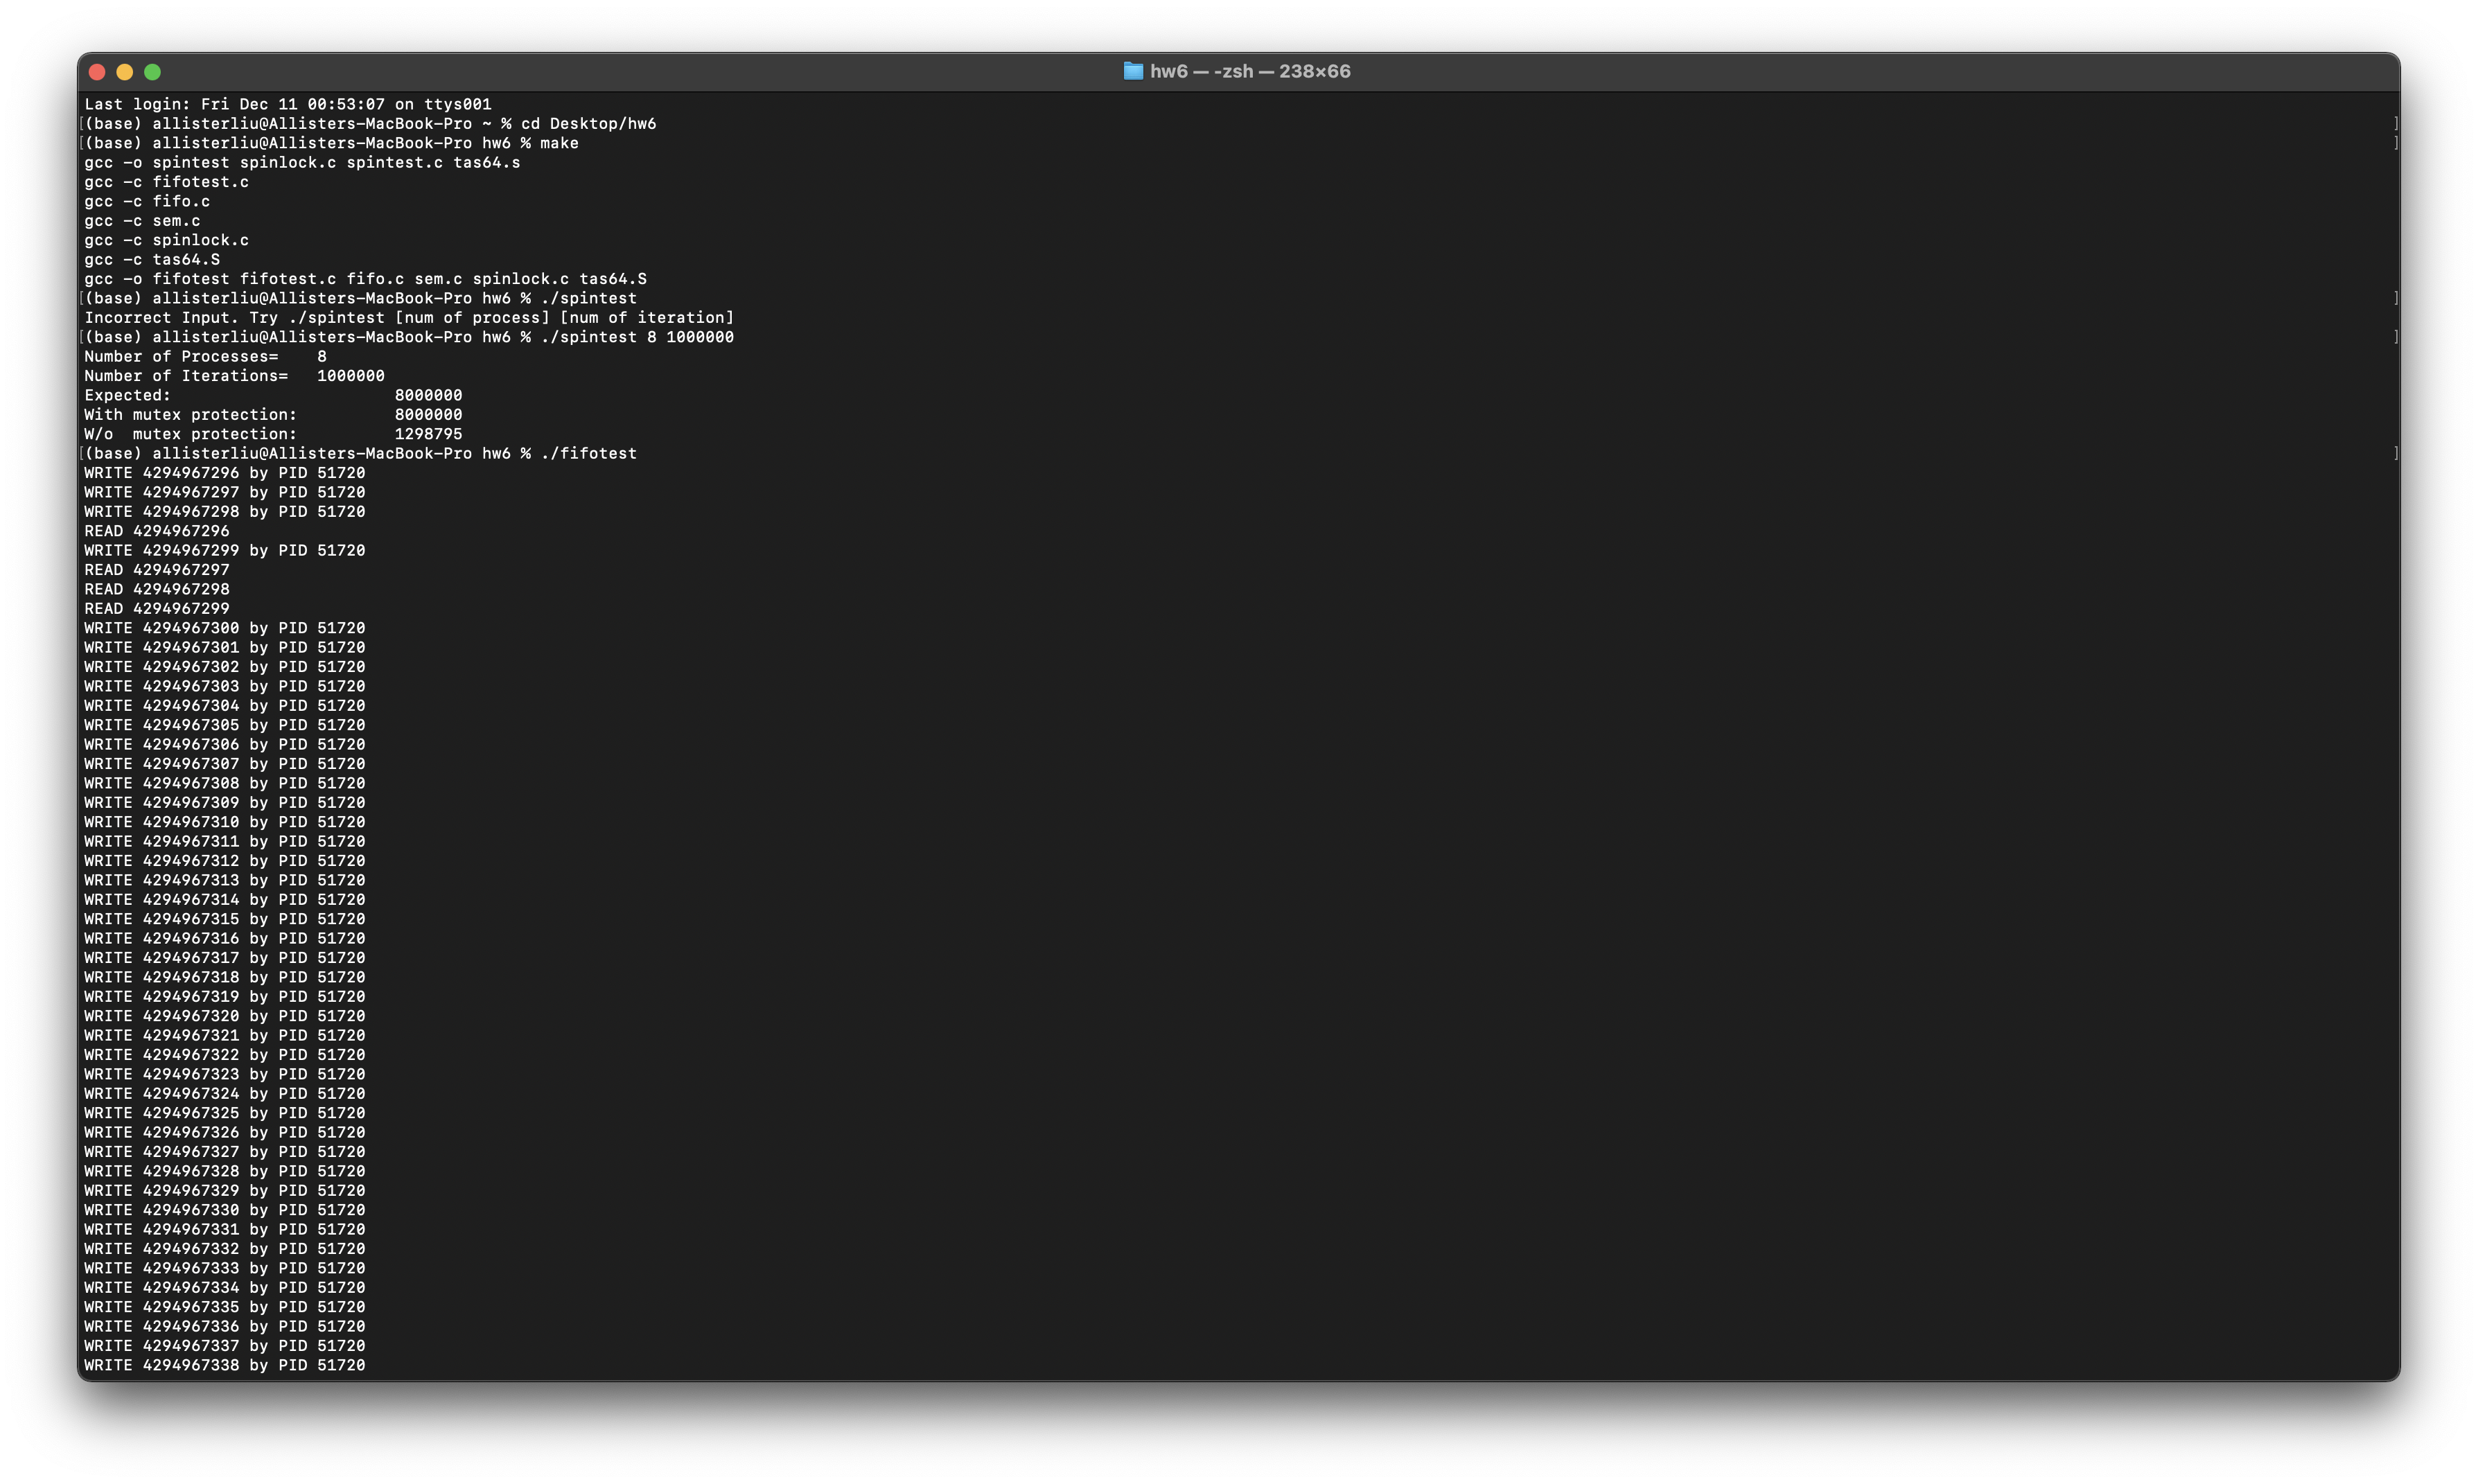 hw6 — -zsh — 238×66
Last login: Fri Dec 11 00:53:07 on ttys001
[(base) allisterliu@Allisters-MacBook-Pro ~ % cd Desktop/hw6 ]
[(base) allisterliu@Allisters-MacBook-Pro hw6 % make ]
gcc -o spintest spinlock.c spintest.c tas64.s
gcc -c fifotest.c
gcc -c fifo.c
gcc -c sem.c
gcc -c spinlock.c
gcc -c tas64.S
gcc -o fifotest fifotest.c fifo.c sem.c spinlock.c tas64.S
[(base) allisterliu@Allisters-MacBook-Pro hw6 % ./spintest ]
Incorrect Input. Try ./spintest [num of process] [num of iteration]
[(base) allisterliu@Allisters-MacBook-Pro hw6 % ./spintest 8 1000000 ]
Number of Processes=    8
Number of Iterations=   1000000
Expected:                       8000000
With mutex protection:          8000000
W/o  mutex protection:          1298795
[(base) allisterliu@Allisters-MacBook-Pro hw6 % ./fifotest ]
WRITE 4294967296 by PID 51720
WRITE 4294967297 by PID 51720
WRITE 4294967298 by PID 51720
READ 4294967296
WRITE 4294967299 by PID 51720
READ 4294967297
READ 4294967298
READ 4294967299
WRITE 4294967300 by PID 51720
WRITE 4294967301 by PID 51720
WRITE 4294967302 by PID 51720
WRITE 4294967303 by PID 51720
WRITE 4294967304 by PID 51720
WRITE 4294967305 by PID 51720
WRITE 4294967306 by PID 51720
WRITE 4294967307 by PID 51720
WRITE 4294967308 by PID 51720
WRITE 4294967309 by PID 51720
WRITE 4294967310 by PID 51720
WRITE 4294967311 by PID 51720
WRITE 4294967312 by PID 51720
WRITE 4294967313 by PID 51720
WRITE 4294967314 by PID 51720
WRITE 4294967315 by PID 51720
WRITE 4294967316 by PID 51720
WRITE 4294967317 by PID 51720
WRITE 4294967318 by PID 51720
WRITE 4294967319 by PID 51720
WRITE 4294967320 by PID 51720
WRITE 4294967321 by PID 51720
WRITE 4294967322 by PID 51720
WRITE 4294967323 by PID 51720
WRITE 4294967324 by PID 51720
WRITE 4294967325 by PID 51720
WRITE 4294967326 by PID 51720
WRITE 4294967327 by PID 51720
WRITE 4294967328 by PID 51720
WRITE 4294967329 by PID 51720
WRITE 4294967330 by PID 51720
WRITE 4294967331 by PID 51720
WRITE 4294967332 by PID 51720
WRITE 4294967333 by PID 51720
WRITE 4294967334 by PID 51720
WRITE 4294967335 by PID 51720
WRITE 4294967336 by PID 51720
WRITE 4294967337 by PID 51720
WRITE 4294967338 by PID 51720